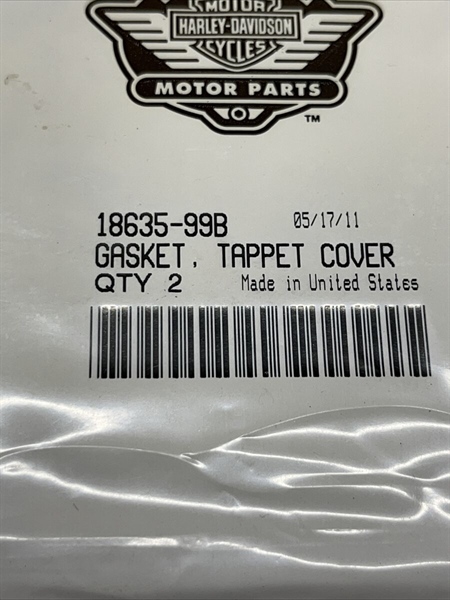 MOTOR
HARLEY-DAVIDSON
CYCLES
MOTOR PARTS
TM
18635-99B 05/17/11
GASKET, TAPPET COVER
QTY 2 Made in United States